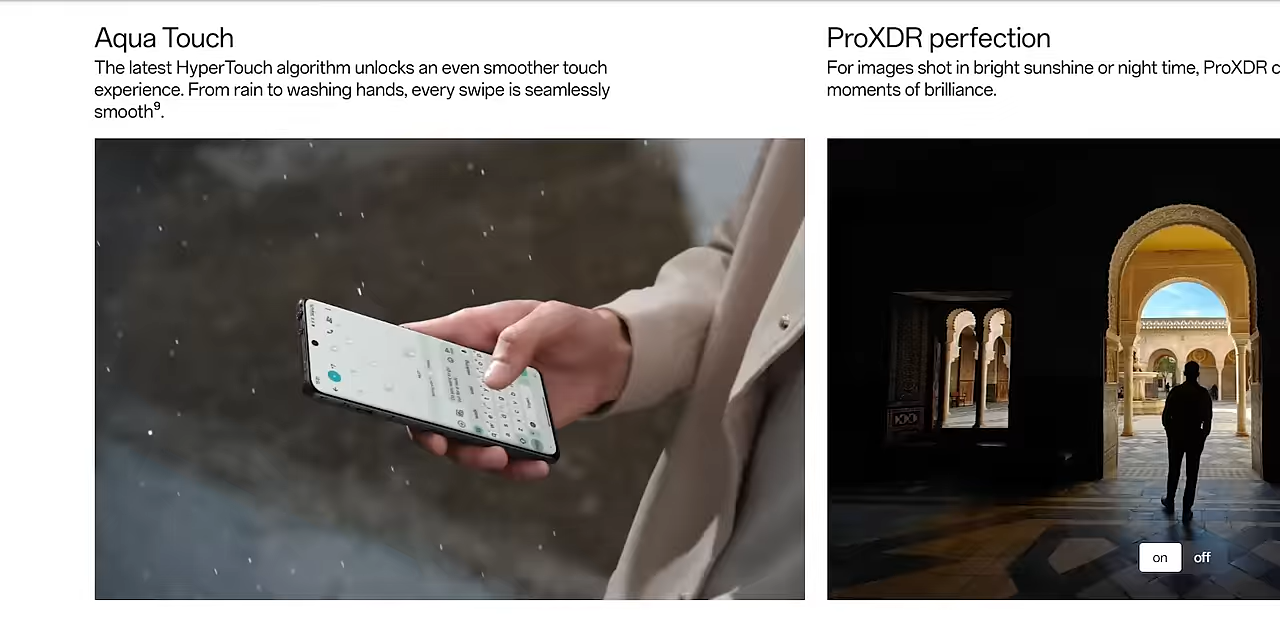 Aqua Touch
The latest HyperTouch algorithm unlocks an even smoother touch
experience. From rain to washing hands, every swipe is seamlessly
smooth⁹.
ProXDR perfection
For images shot in bright sunshine or night time, ProXDR c
moments of brilliance.
on off